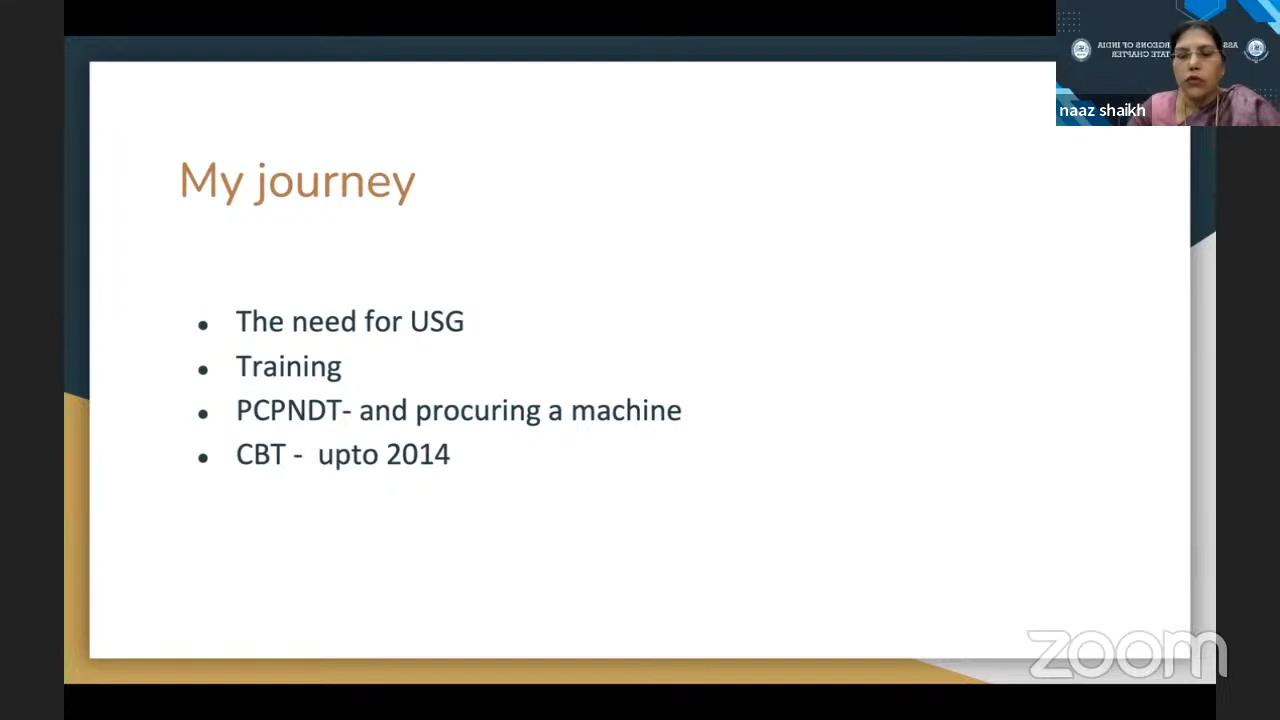 My journey
• The need for USG
• Training
• PCPNDT- and procuring a machine
• CBT - upto 2014
naaz shaikh
zoom